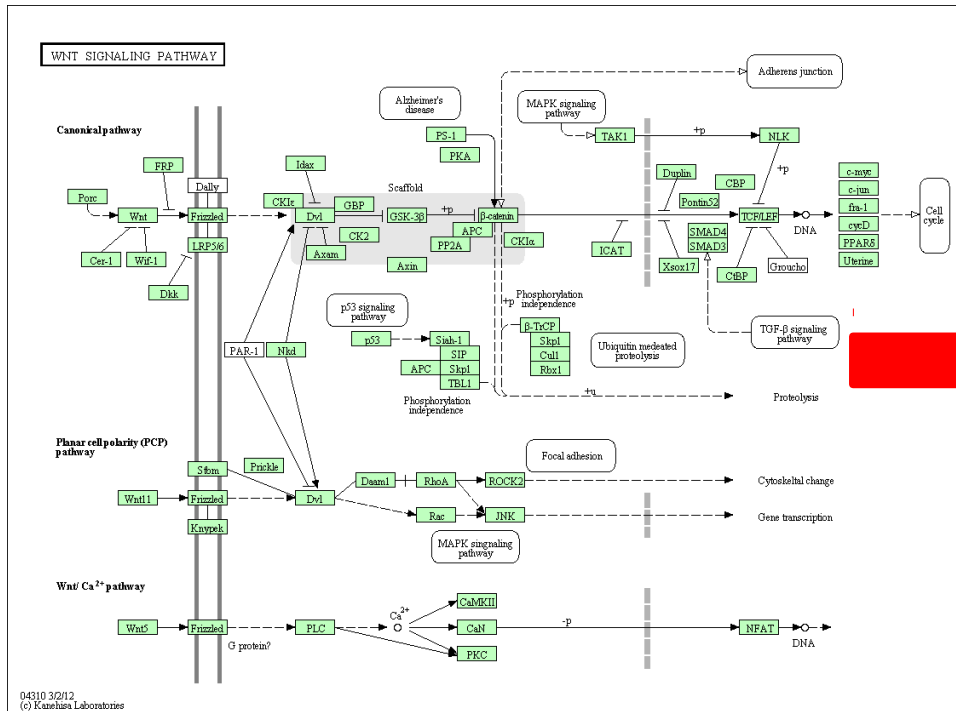 WNT SIGNALING PATHWAY
Adherens junction
Alzheimer's
disease
MAPK signaling
pathway
Canonical pathway
PS-1
TAK1
+p
NLK
FRP
Idax
PKA
Duplin
CBP
+p
c-myc
Dally
Scaffold
c-jun
Porc
CKIε
GBP
Pontin52
fra-1
Cell
cycle
Wnt
Frizzled
Dvl
GSK-3β
+p
β-catenin
TCF/LEF
DNA
cycD
LRP5/6
CK2
APC
PP2A
CKIα
ICAT
SMAD4
SMAD3
PPARδ
Cer-1
Wif-1
Axam
Axin
Xsox17
CtBP
Groucho
Uterine
Dkk
+p
Phosphorylation
independence
p53 signaling
pathway
β-TrCP
TGF-β signaling
pathway
p53
Siah-1
Skp1
Ubiquitin medeated
proteolysis
PAR-1
Nkd
SIP
Cul1
APC
Skp1
Rbx1
TBL1
+u
Proteolysis
Phosphorylation
independence
Planar cell polarity (PCP)
pathway
Stbm
Prickle
Focal adhesion
Daam1
RhoA
ROCK2
Cytoskeltal change
Wnt11
Frizzled
Dvl
Rac
JNK
Gene transcription
Knypek
MAPK singnaling
pathway
Wnt/ Ca2+ pathway
CaMKII
Ca2+
Wnt5
Frizzled
PLC
CaN
-p
NFAT
DNA
G protein?
PKC
04310 3/2/12
(c) Kanehisa Laboratories